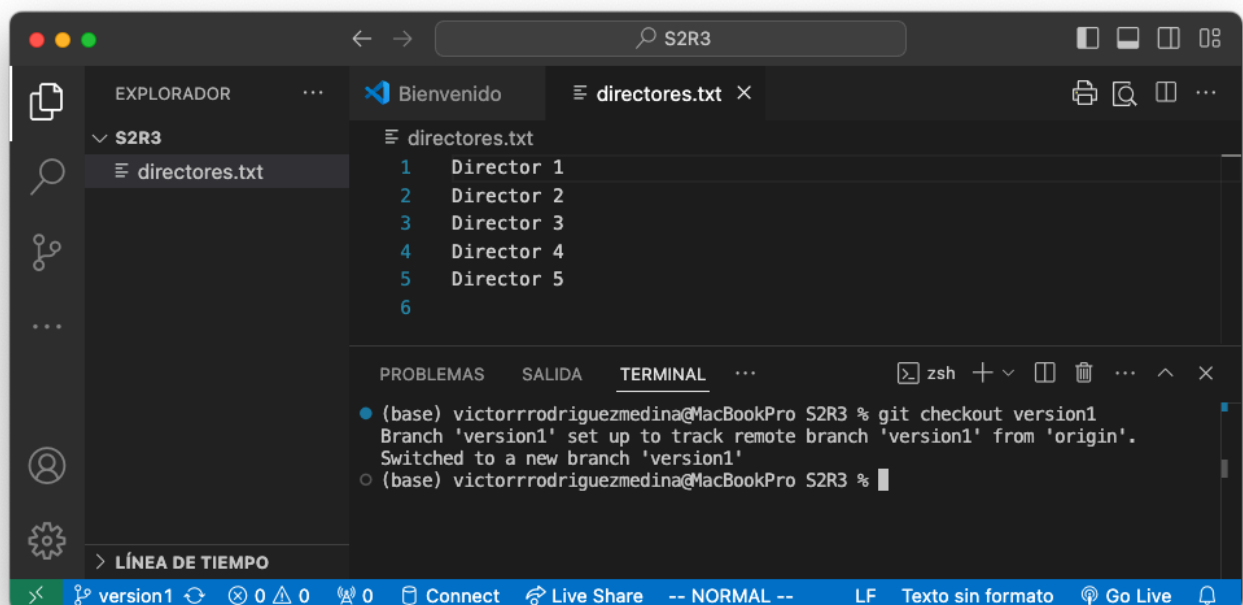 S2R3
EXPLORADOR
S2R3
directores.txt
LÍNEA DE TIEMPO
Bienvenido
directores.txt
directores.txt
1 Director 1
2 Director 2
3 Director 3
4 Director 4
5 Director 5
6
PROBLEMAS SALIDA TERMINAL
zsh
(base) victorrrodriguezmedina@MacBookPro S2R3 % git checkout version1
Branch 'version1' set up to track remote branch 'version1' from 'origin'.
Switched to a new branch 'version1'
(base) victorrrodriguezmedina@MacBookPro S2R3 %
version1 0 0 0 Connect Live Share -- NORMAL -- LF Texto sin formato Go Live